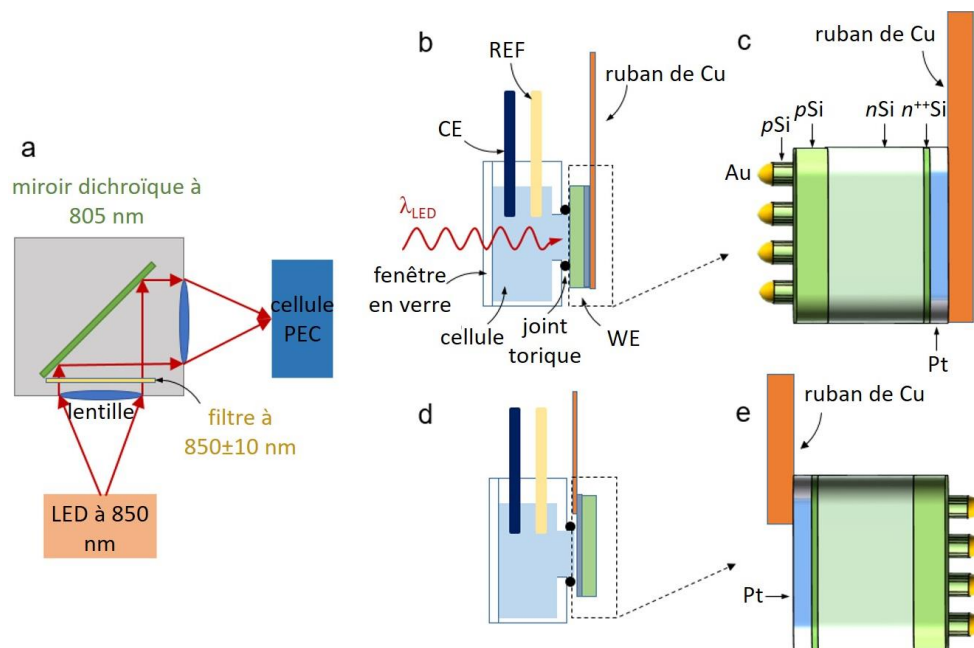 a
miroir dichroïque à
805 nm
cellule
PEC
lentille
filtre à
850±10 nm
LED à 850
nm
b
REF
ruban de Cu
CE
λLED
fenêtre
en verre
cellule
joint
torique
WE
c
ruban de Cu
pSi
pSi
nSi
n++Si
Au
Pt
d
e
ruban de Cu
Pt